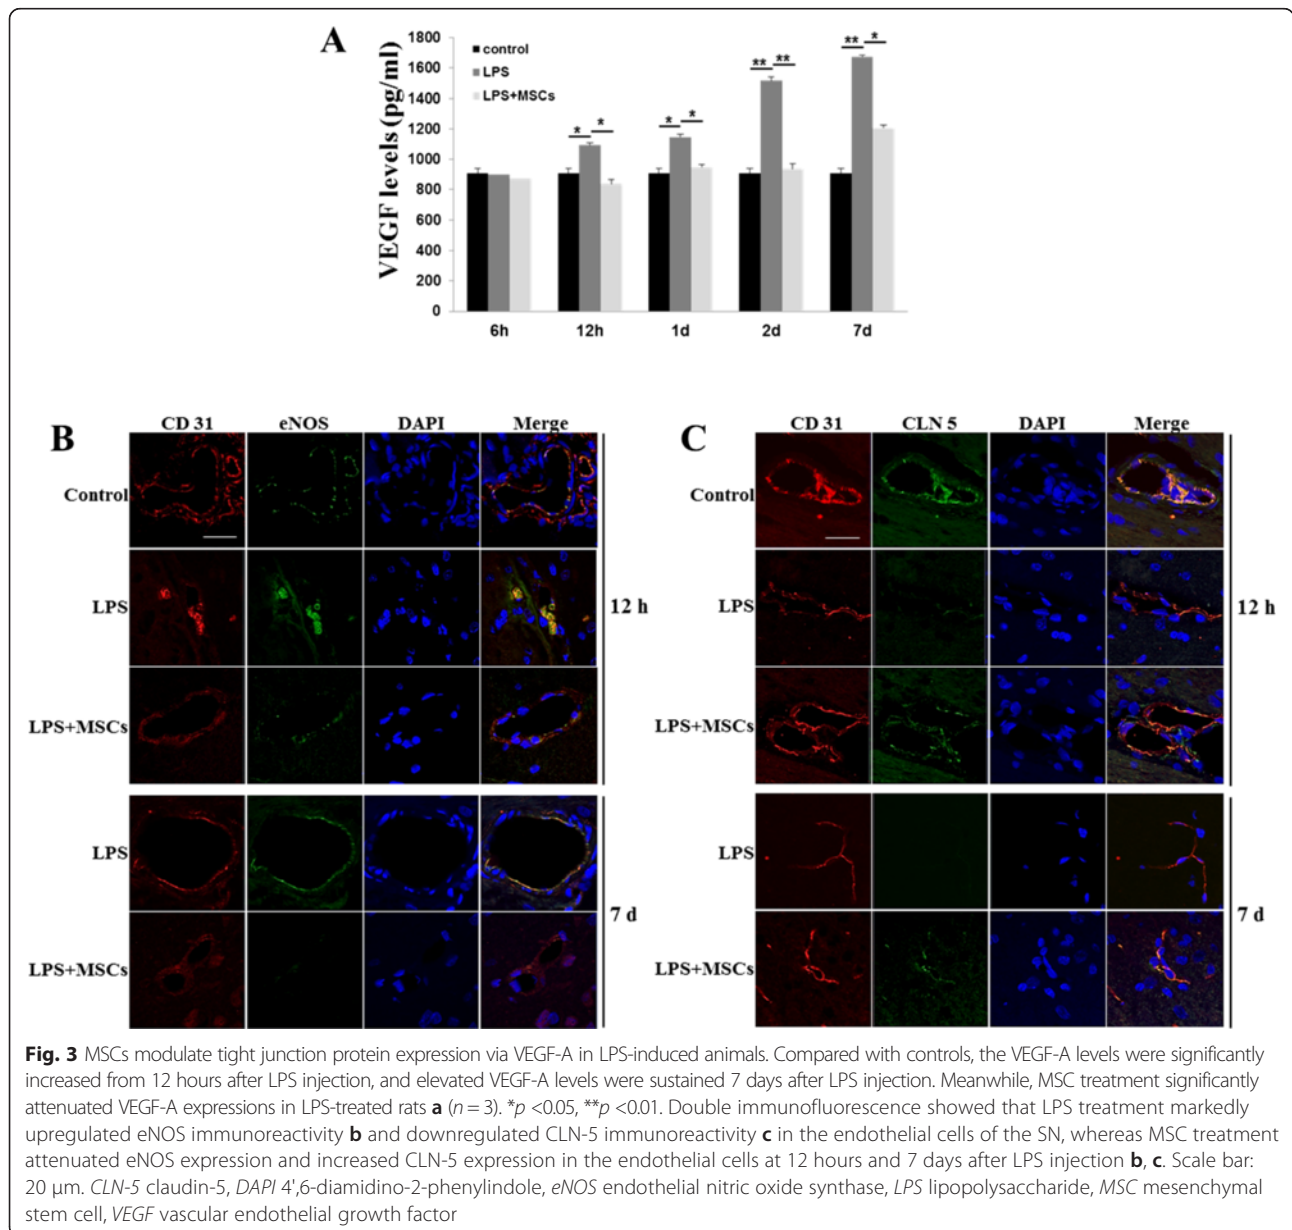 A
VEGF levels (pg/ml)
1800
1600
1400
1200
1000
800
600
400
200
0
control
LPS
LPS+MSCs
* *
* *
** **
** *
6h 12h 1d 2d 7d
B
CD 31 eNOS DAPI Merge
Control
LPS
LPS+MSCs
12 h
LPS
LPS+MSCs
7 d
C
CD 31 CLN 5 DAPI Merge
Control
LPS
LPS+MSCs
12 h
LPS
LPS+MSCs
7 d
Fig. 3 MSCs modulate tight junction protein expression via VEGF-A in LPS-induced animals. Compared with controls, the VEGF-A levels were significantly
increased from 12 hours after LPS injection, and elevated VEGF-A levels were sustained 7 days after LPS injection. Meanwhile, MSC treatment significantly
attenuated VEGF-A expressions in LPS-treated rats a (n = 3). *p <0.05, **p <0.01. Double immunofluorescence showed that LPS treatment markedly
upregulated eNOS immunoreactivity b and downregulated CLN-5 immunoreactivity c in the endothelial cells of the SN, whereas MSC treatment
attenuated eNOS expression and increased CLN-5 expression in the endothelial cells at 12 hours and 7 days after LPS injection b, c. Scale bar:
20 μm. CLN-5 claudin-5, DAPI 4',6-diamidino-2-phenylindole, eNOS endothelial nitric oxide synthase, LPS lipopolysaccharide, MSC mesenchymal
stem cell, VEGF vascular endothelial growth factor